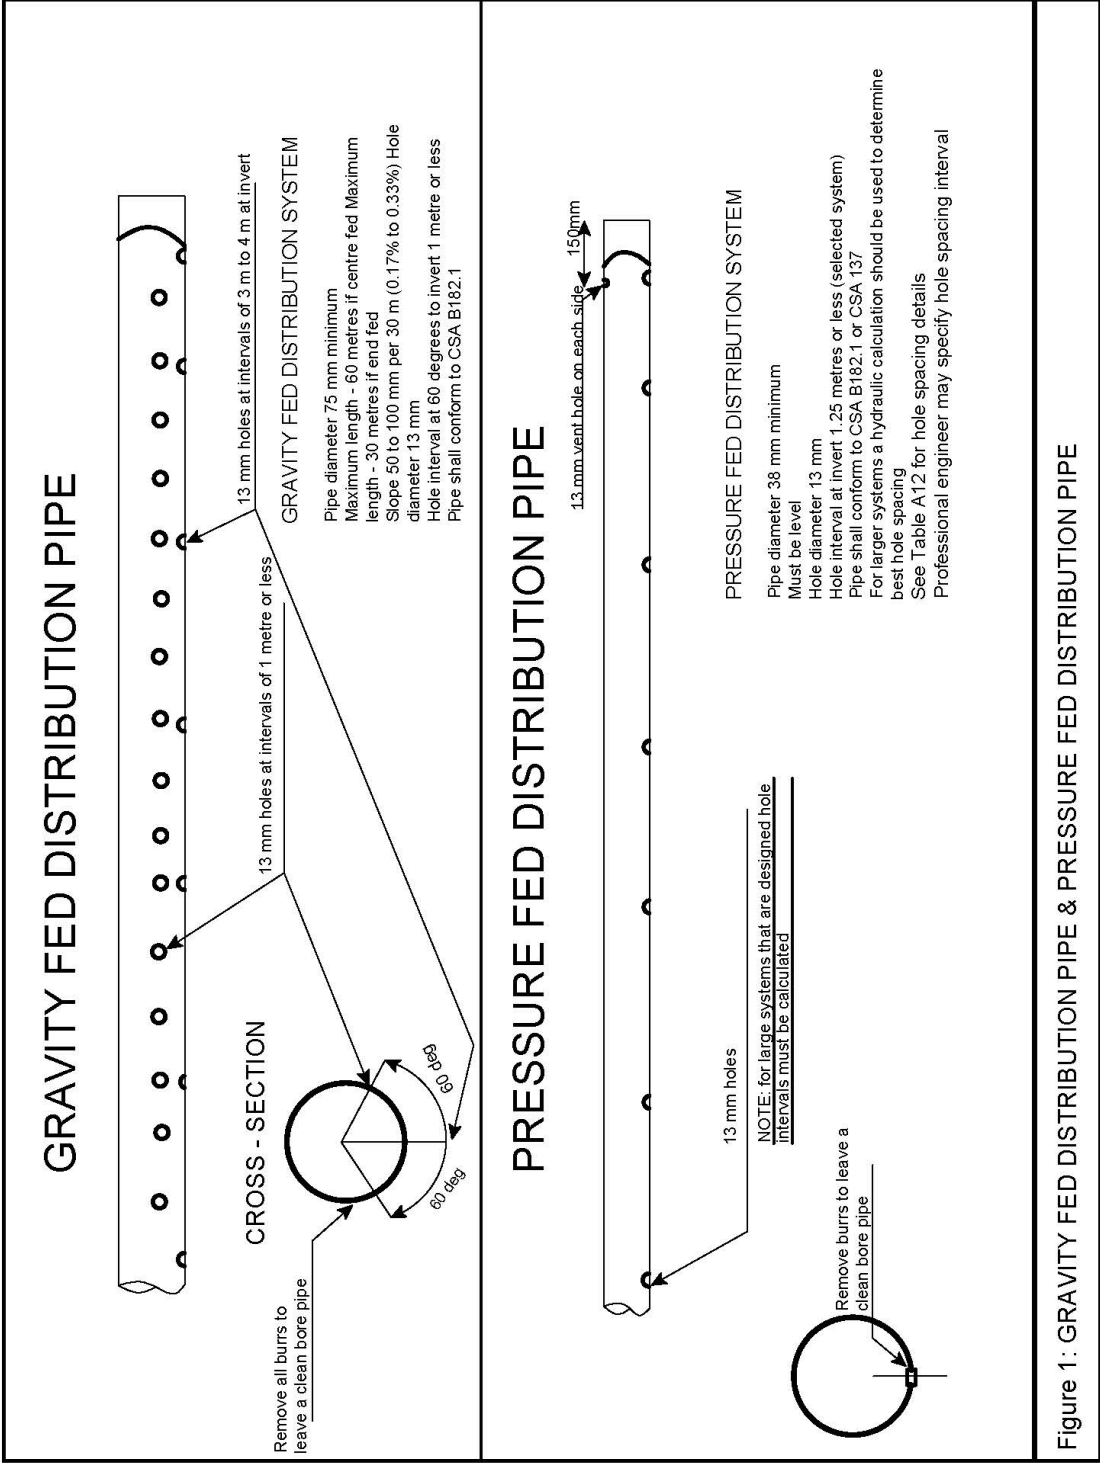 GRAVITY FED DISTRIBUTION PIPE
13 mm holes at intervals of 3 m to 4 m at invert
13 mm holes at intervals of 1 metre or less
CROSS - SECTION
60 deg
60 deg
Remove all burrs to
leave a clean bore pipe
GRAVITY FED DISTRIBUTION SYSTEM
Pipe diameter 75 mm minimum
Maximum length - 60 metres if centre fed Maximum
length - 30 metres if end fed
Slope 50 to 100 mm per 30 m (0.17% to 0.33%) Hole
diameter 13 mm
Hole interval at 60 degrees to invert 1 metre or less
Pipe shall conform to CSA B182.1
PRESSURE FED DISTRIBUTION PIPE
13 mm vent hole on each side
150mm
13 mm holes
NOTE: for large systems that are designed hole
intervals must be calculated
Remove burrs to leave a
clean bore pipe
PRESSURE FED DISTRIBUTION SYSTEM
Pipe diameter 38 mm minimum
Must be level
Hole diameter 13 mm
Hole interval at invert 1.25 metres or less (selected system)
Pipe shall conform to CSA B182.1 or CSA 137
For larger systems a hydraulic calculation should be used to determine
best hole spacing
See Table A12 for hole spacing details
Professional engineer may specify hole spacing interval
Figure 1: GRAVITY FED DISTRIBUTION PIPE & PRESSURE FED DISTRIBUTION PIPE